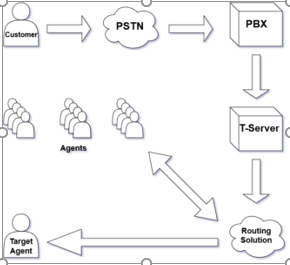 Customer
PSTN
PBX
T-Server
Agents
Routing
Solution
Target
Agent